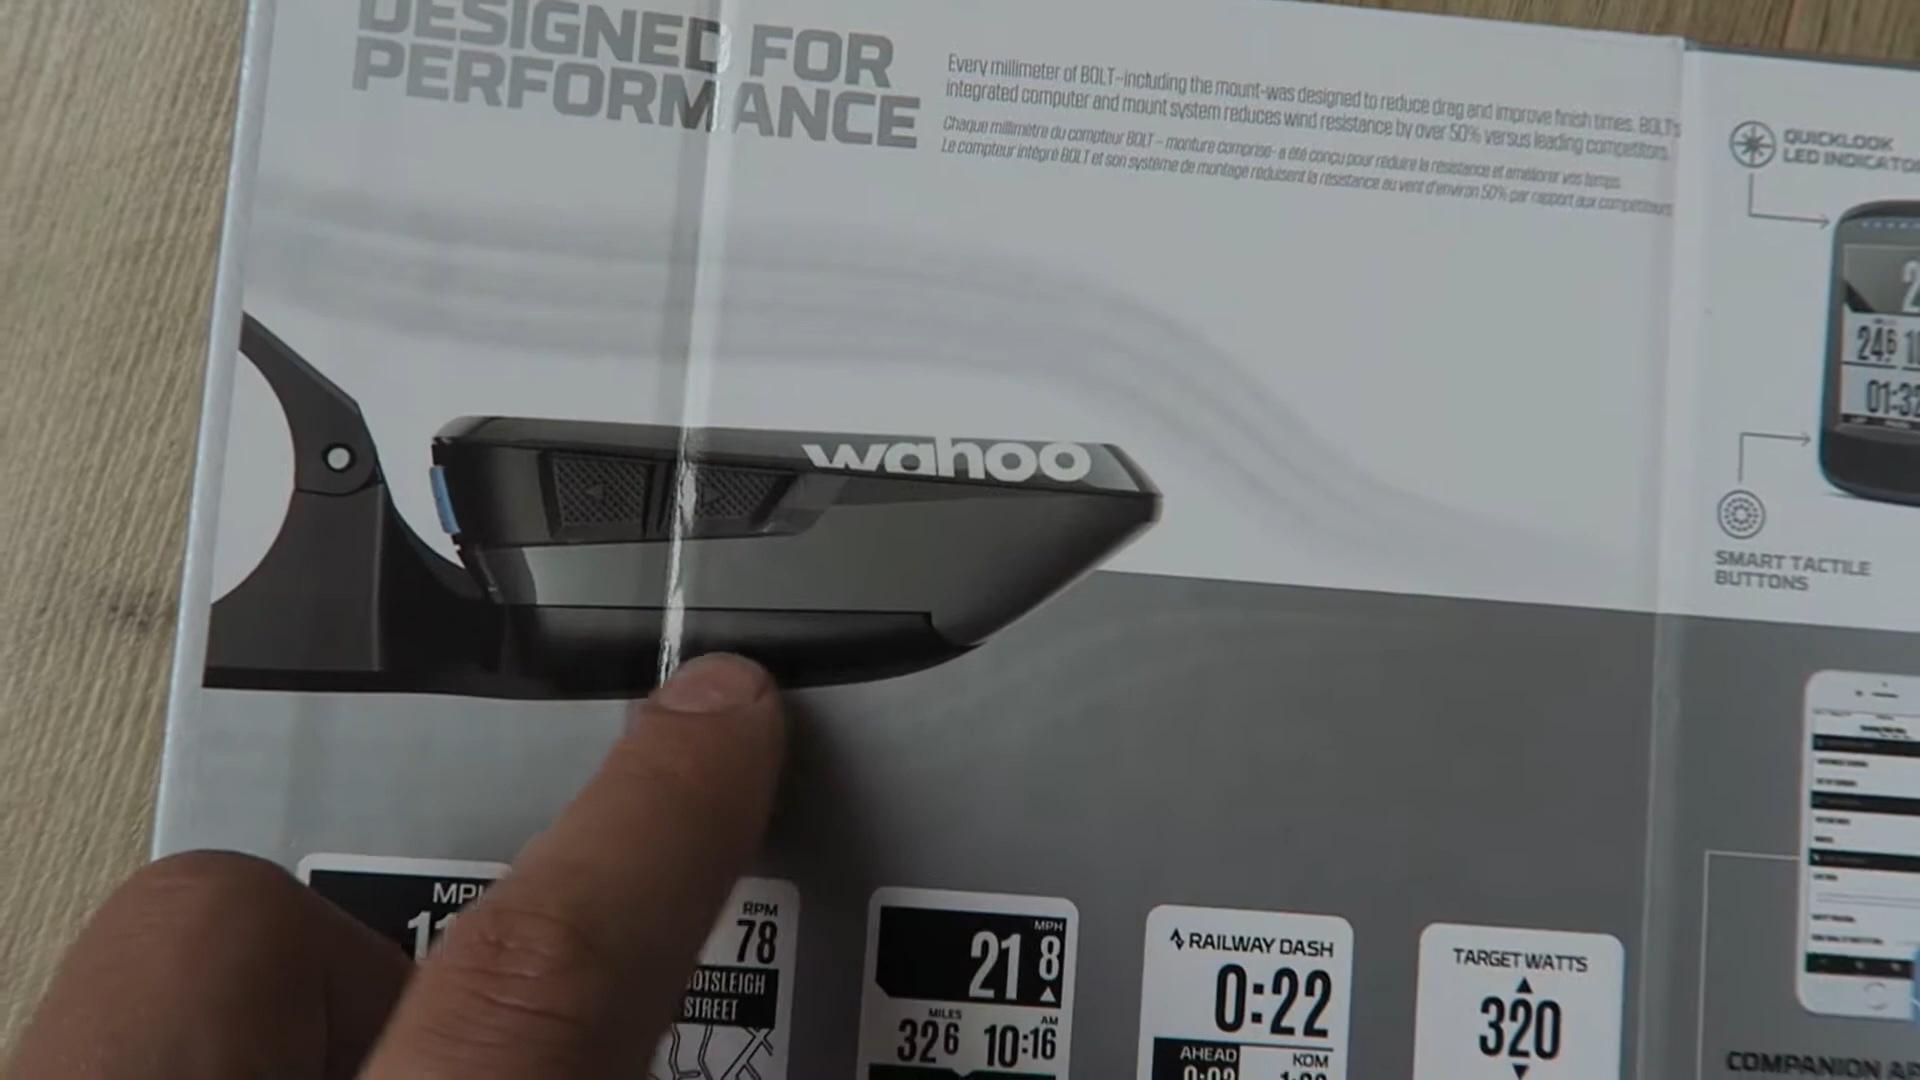 DESIGNED FOR
PERFORMANCE
Every millimeter of BOLT-including the mount-was designed to reduce drag and improve finish times. BOLT's
integrated computer and mount system reduces wind resistance by over 50% versus leading competitors.
Chaque millimètre du compteur BOLT - monture comprise- a été conçu pour réduire la résistance et améliorer vos temps.
Le compteur intégré BOLT et son système de montage réduisent la résistance au vent d'environ 50% par rapport aux compétiteurs
QUICKLOOK
LED INDICATOR
24.6
01:32
wahoo
SMART TACTILE
BUTTONS
MPH
RPM
78
STREET
MPH
21.8
MILES
AM
32.6 10:16
RAILWAY DASH
0:22
AHEAD
KOM
TARGET WATTS
320
COMPANION